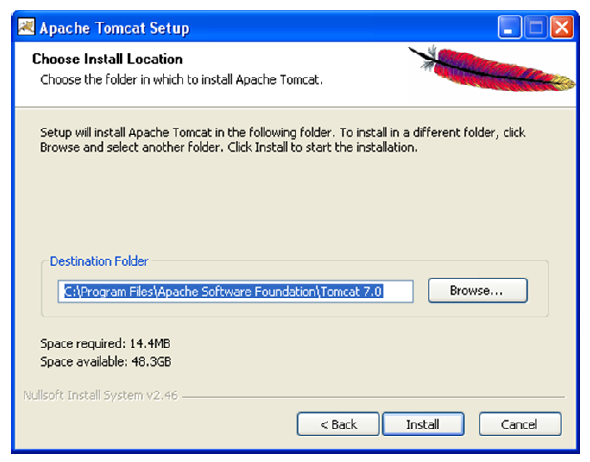 Apache Tomcat Setup
Choose Install Location
Choose the folder in which to install Apache Tomcat.
Setup will install Apache Tomcat in the following folder. To install in a different folder, click
Browse and select another folder. Click Install to start the installation.
Destination Folder
C:\Program Files\Apache Software Foundation\Tomcat 7.0
Browse...
Space required: 14.4MB
Space available: 48.3GB
Nullsoft Install System v2.46
< Back Install Cancel